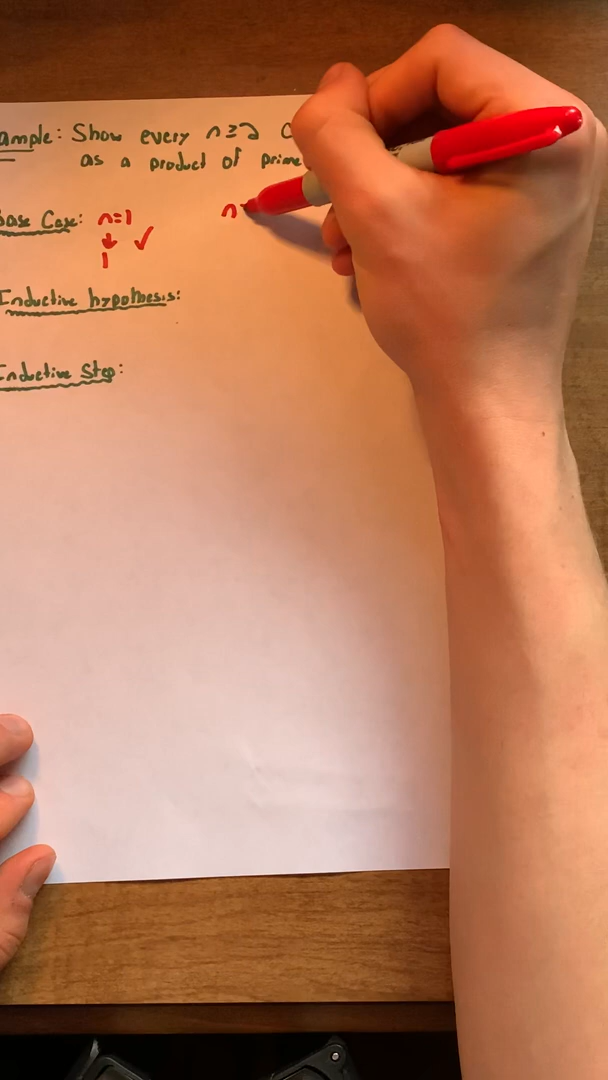 ample: Show every n≥2 C
as a product of prime
Base Case: n=1 n
↓ ✓
1
Inductive hypothesis:
Inductive Step: